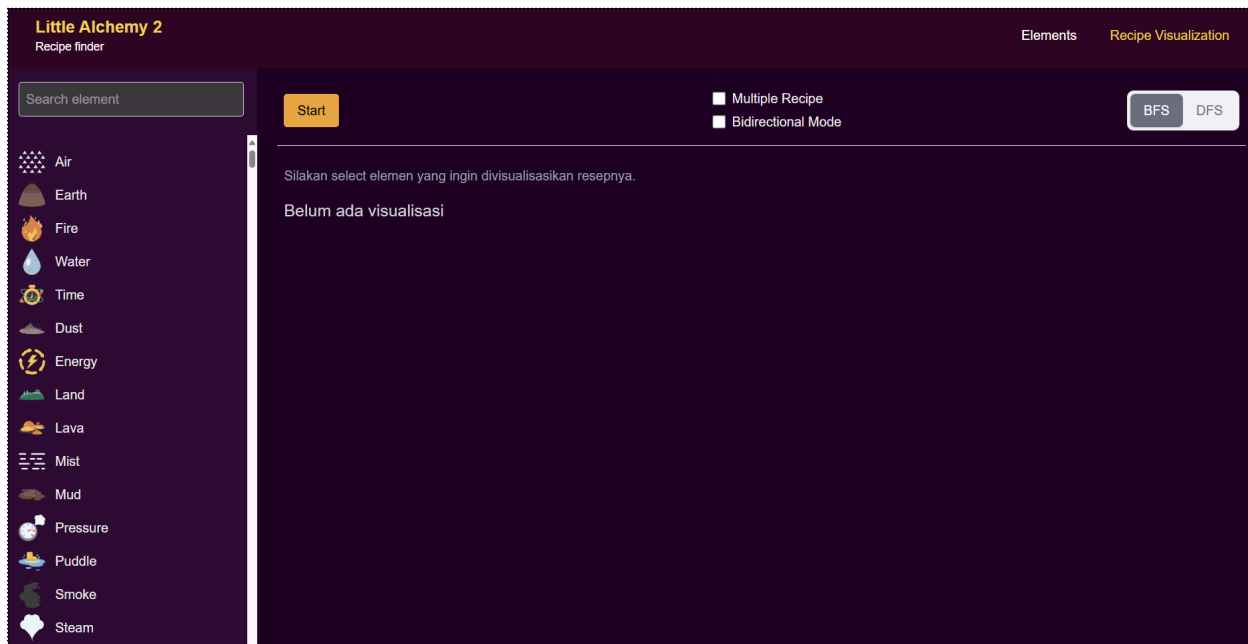 Little Alchemy 2
Recipe finder
Elements
Recipe Visualization
Search element
Air
Earth
Fire
Water
Time
Dust
Energy
Land
Lava
Mist
Mud
Pressure
Puddle
Smoke
Steam
Start
Multiple Recipe
Bidirectional Mode
BFS
DFS
Silakan select elemen yang ingin divisualisasikan resepnya.
Belum ada visualisasi